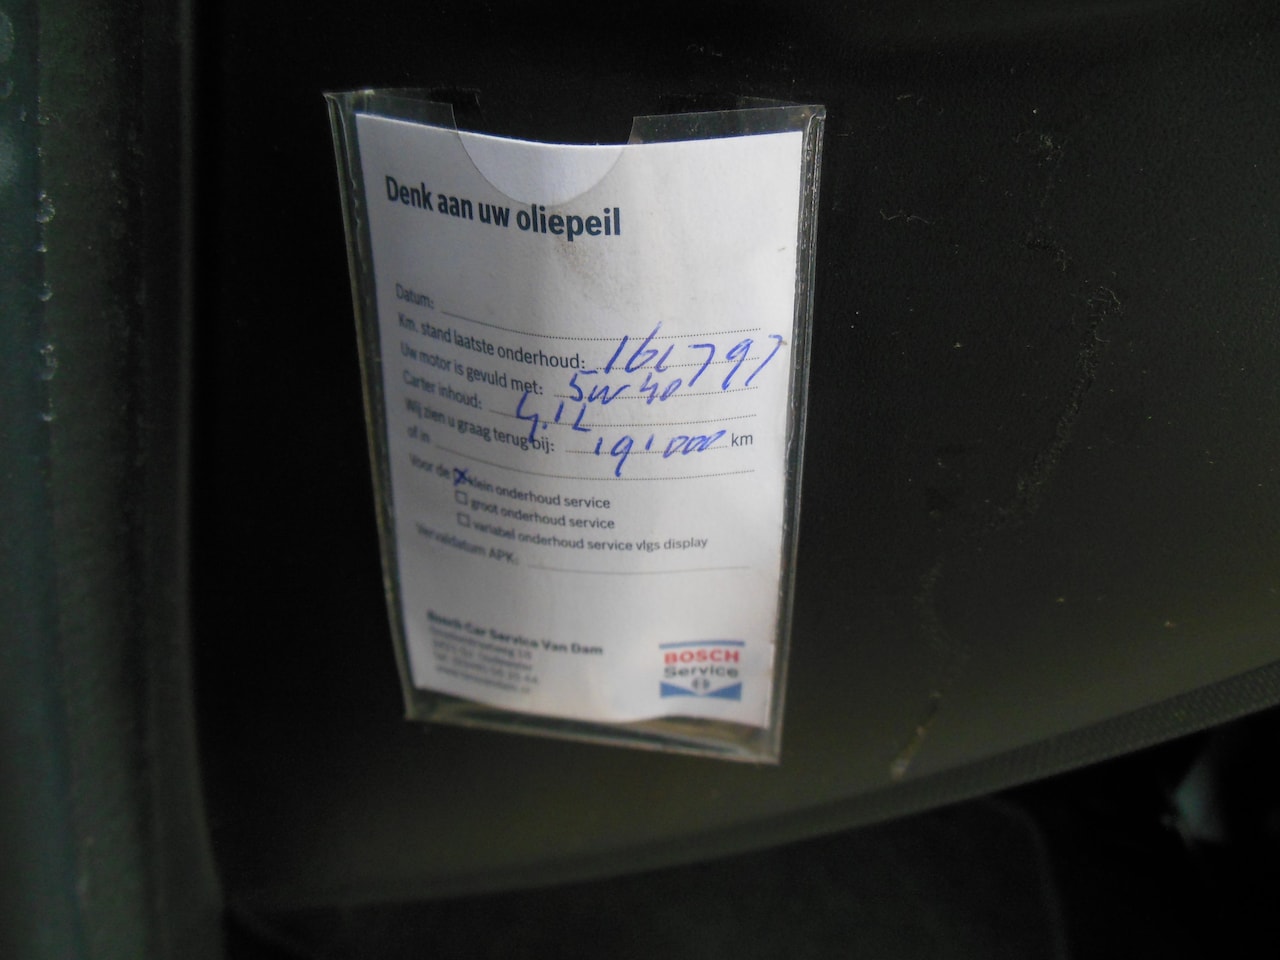 Denk aan uw oliepeil
Datum:
Km. stand laatste onderhoud: 161797
Uw motor is gevuld met: 5W40
Carter inhoud: 4.1L
Wij zien u graag terug bij: 191000 km
of in
Voor de klein onderhoud service
groot onderhoud service
variabel onderhoud service vlgs display
Vervaldatum APK:
Bosch Car Service Van Dam
BOSCH
Service